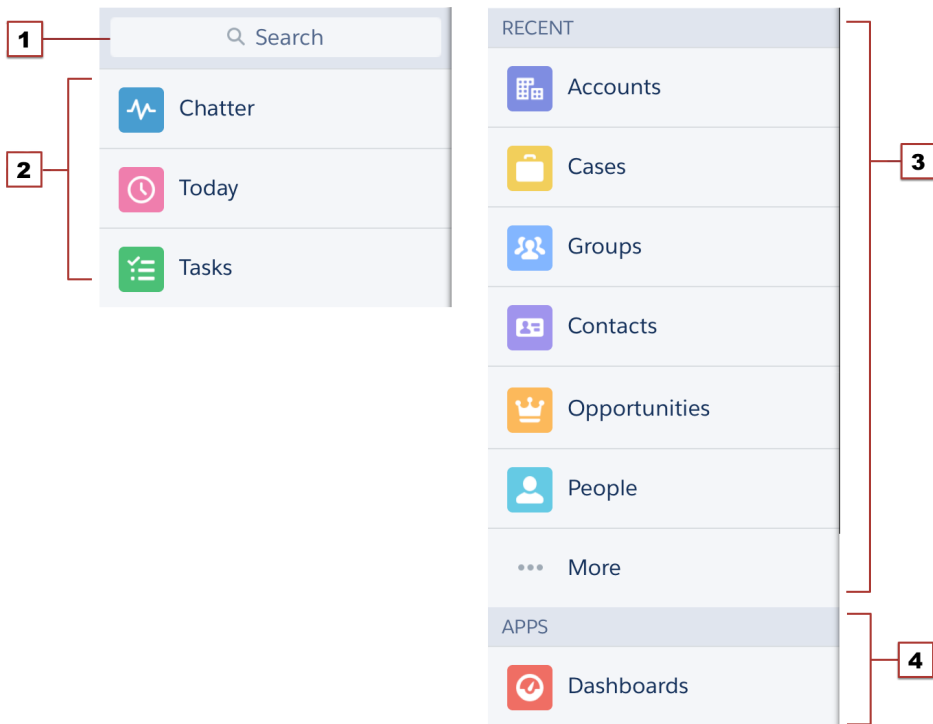 1
Search
2
Chatter
Today
Tasks
RECENT
Accounts
Cases
Groups
Contacts
Opportunities
People
More
3
APPS
Dashboards
4